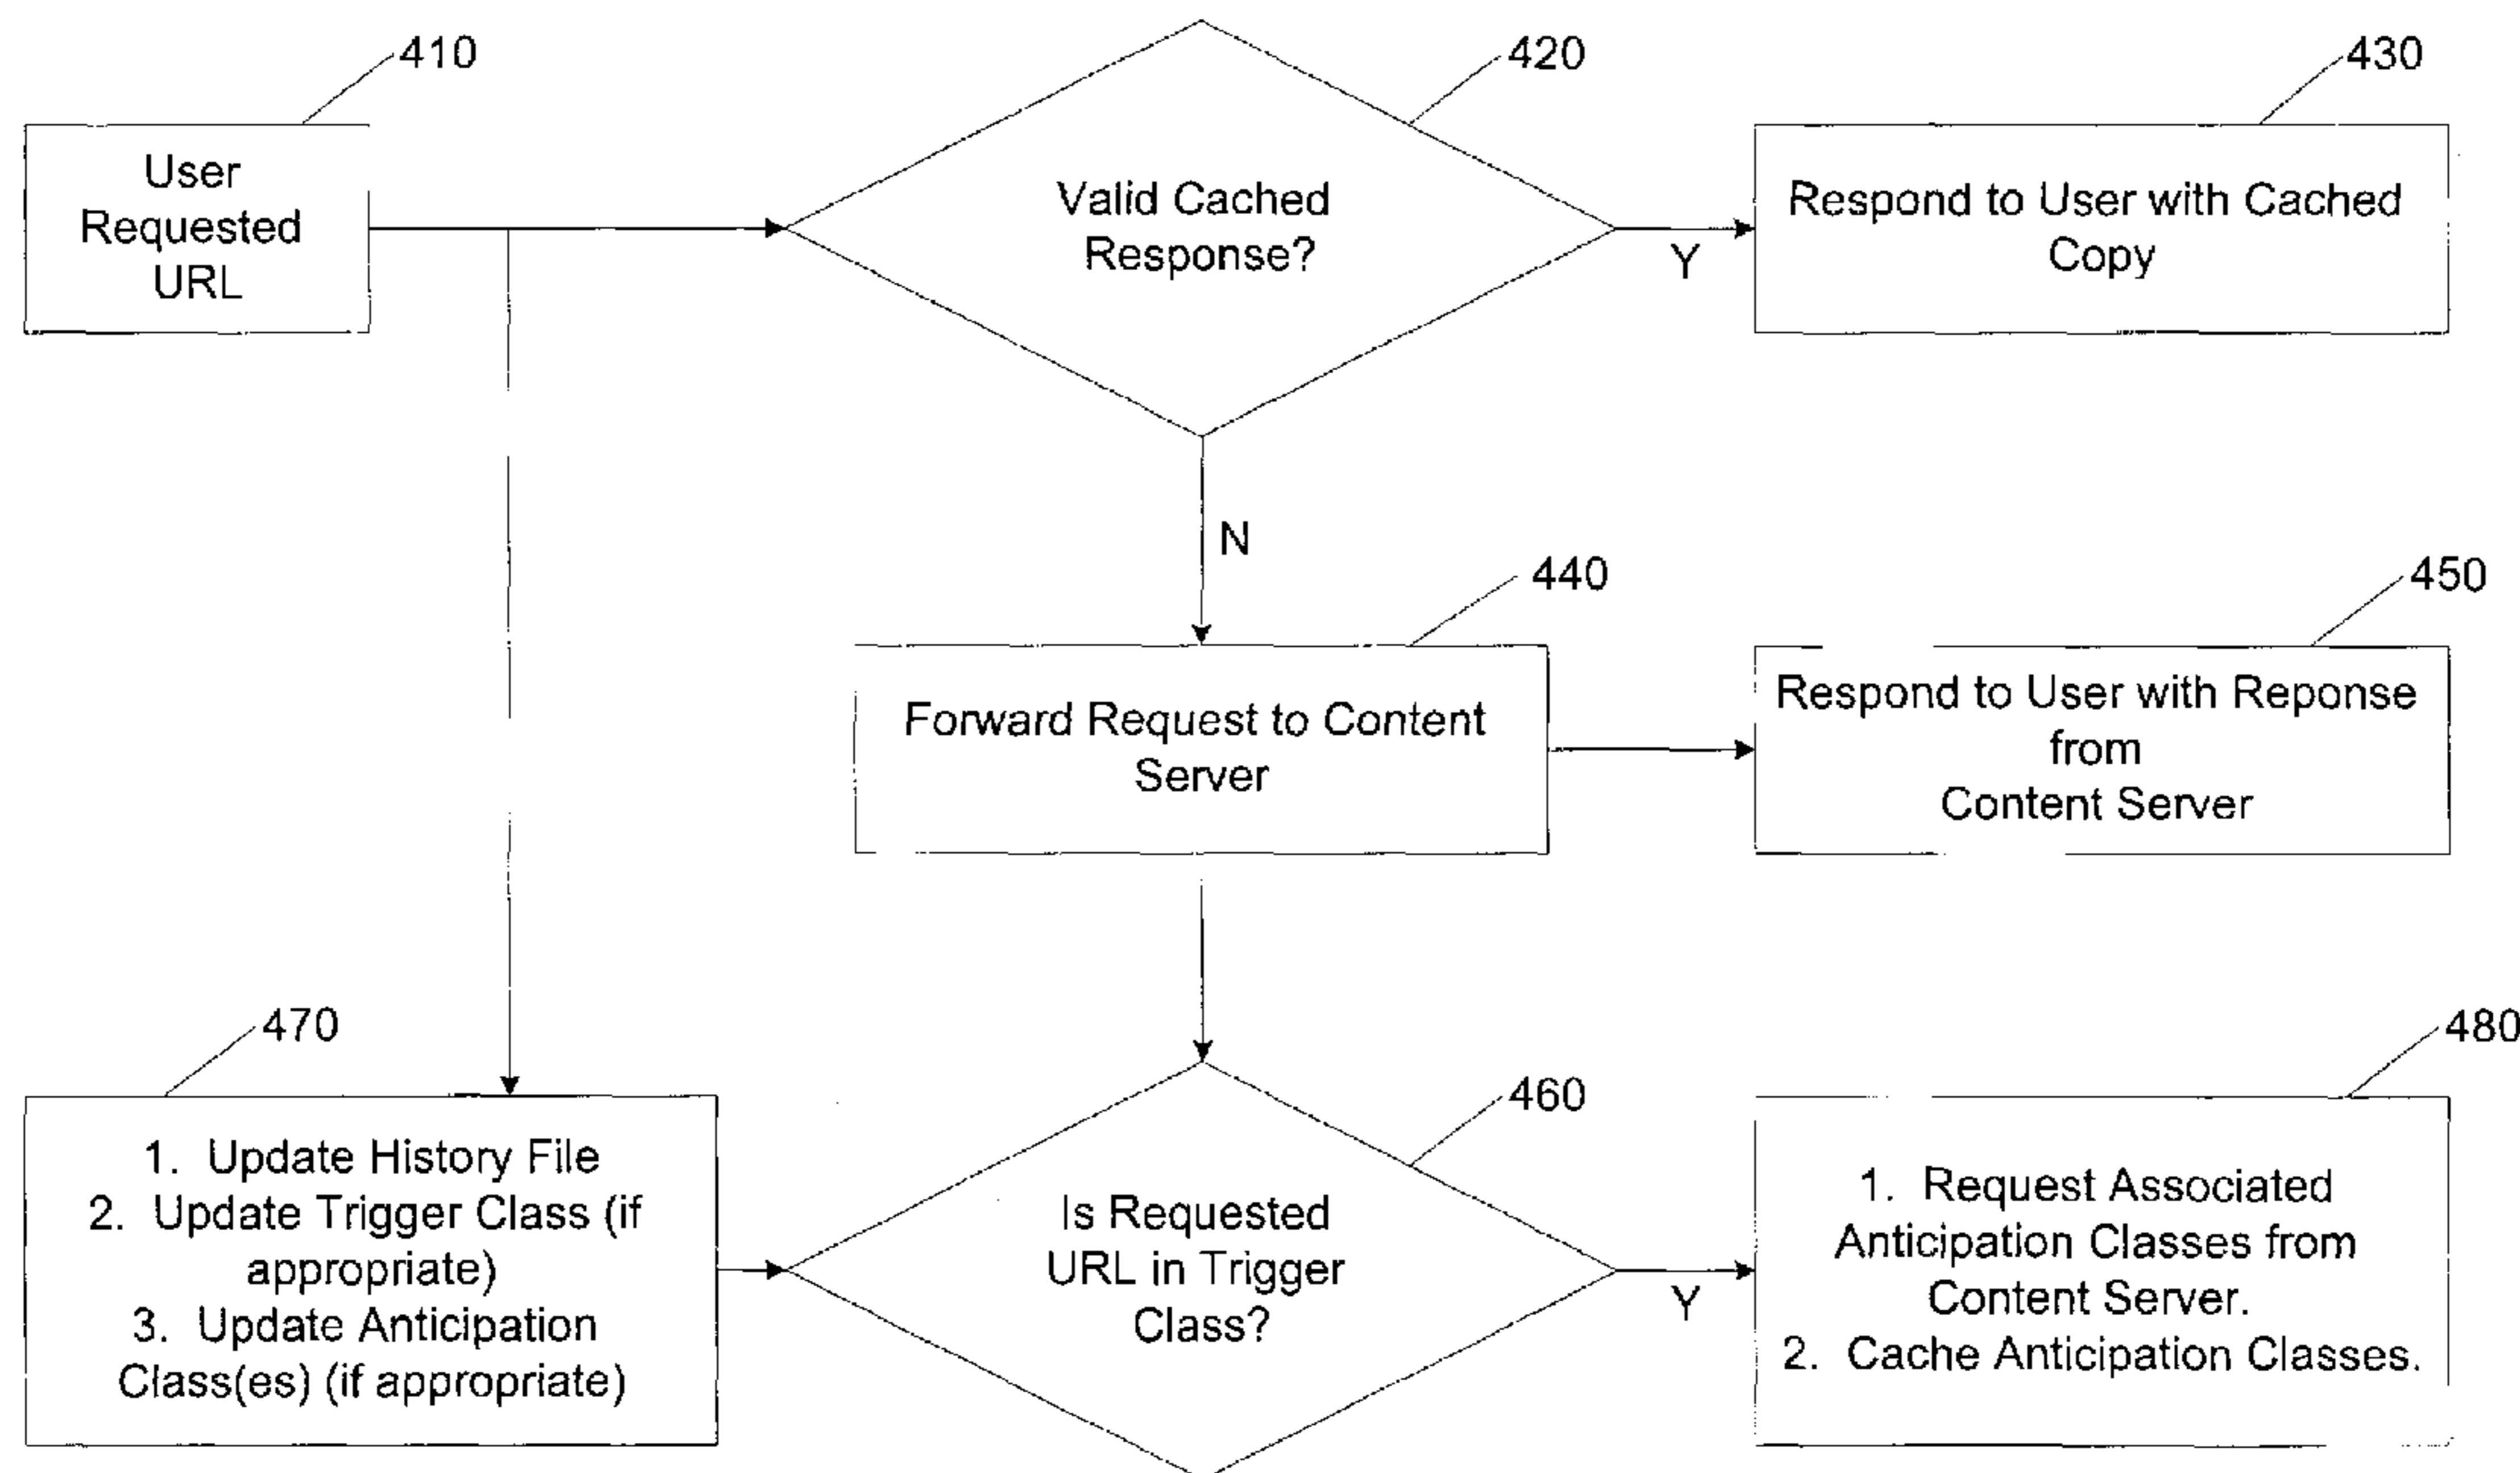 410
User
Requested
URL
420
Valid Cached
Response?
Y
430
Respond to User with Cached
Copy
N
440
Forward Request to Content
Server
450
Respond to User with Reponse
from
Content Server
470
1. Update History File
2. Update Trigger Class (if
appropriate)
3. Update Anticipation
Class(es) (if appropriate)
460
Is Requested
URL in Trigger
Class?
Y
480
1. Request Associated
Anticipation Classes from
Content Server.
2. Cache Anticipation Classes.